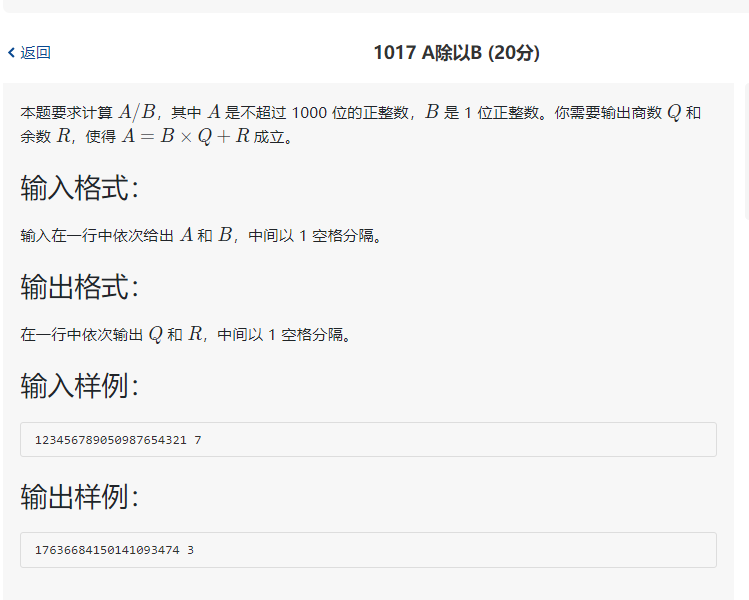 返回
1017 A除以B (20分)
本题要求计算 A/B，其中 A 是不超过 1000 位的正整数，B 是 1 位正整数。你需要输出商数 Q 和
余数 R，使得 A = B × Q + R 成立。
输入格式：
输入在一行中依次给出 A 和 B，中间以 1 空格分隔。
输出格式：
在一行中依次输出 Q 和 R，中间以 1 空格分隔。
输入样例：
123456789050987654321 7
输出样例：
17636684150141093474 3